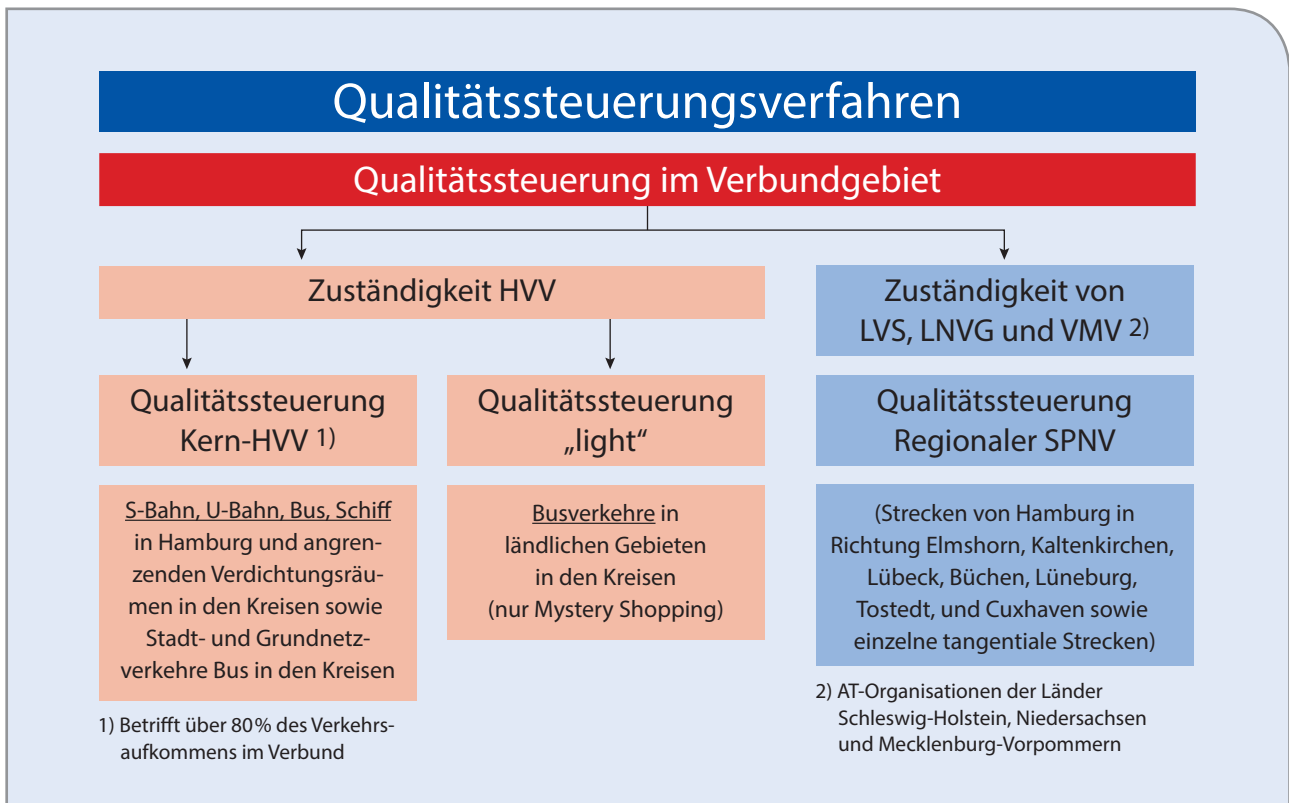 Qualitätssteuerungsverfahren
Qualitätssteuerung im Verbundgebiet
Zuständigkeit HVV
Qualitätssteuerung
Kern-HVV 1)
S-Bahn, U-Bahn, Bus, Schiff
in Hamburg und angren-
zenden Verdichtungsräu-
men in den Kreisen sowie
Stadt- und Grundnetz-
verkehre Bus in den Kreisen
1) Betrifft über 80% des Verkehrs-
aufkommens im Verbund
Qualitätssteuerung
„light“
Busverkehre in
ländlichen Gebieten
in den Kreisen
(nur Mystery Shopping)
Zuständigkeit von
LVS, LNVG und VMV 2)
Qualitätssteuerung
Regionaler SPNV
(Strecken von Hamburg in
Richtung Elmshorn, Kaltenkirchen,
Lübeck, Büchen, Lüneburg,
Tostedt, und Cuxhaven sowie
einzelne tangentiale Strecken)
2) AT-Organisationen der Länder
Schleswig-Holstein, Niedersachsen
und Mecklenburg-Vorpommern